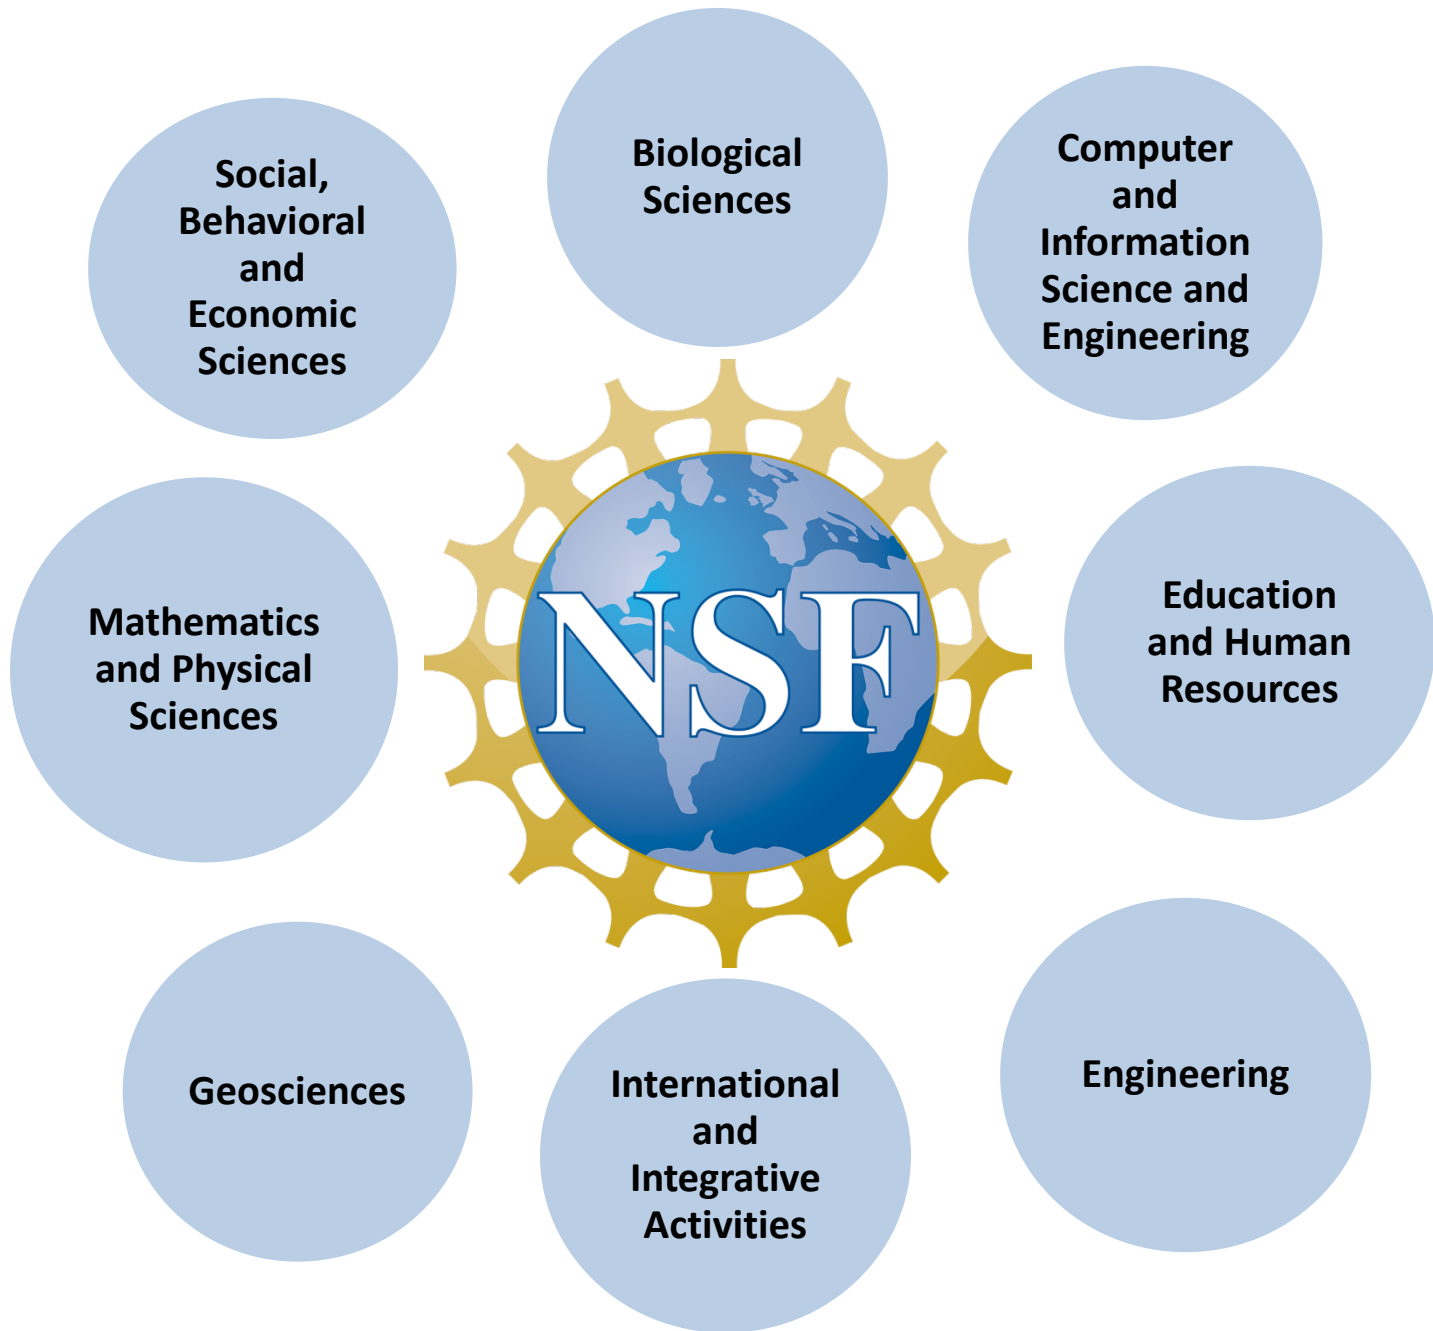 Biological
Sciences
Computer
and
Information
Science and
Engineering
Education
and Human
Resources
Engineering
International
and
Integrative
Activities
Geosciences
Mathematics
and Physical
Sciences
Social,
Behavioral
and
Economic
Sciences
NSF